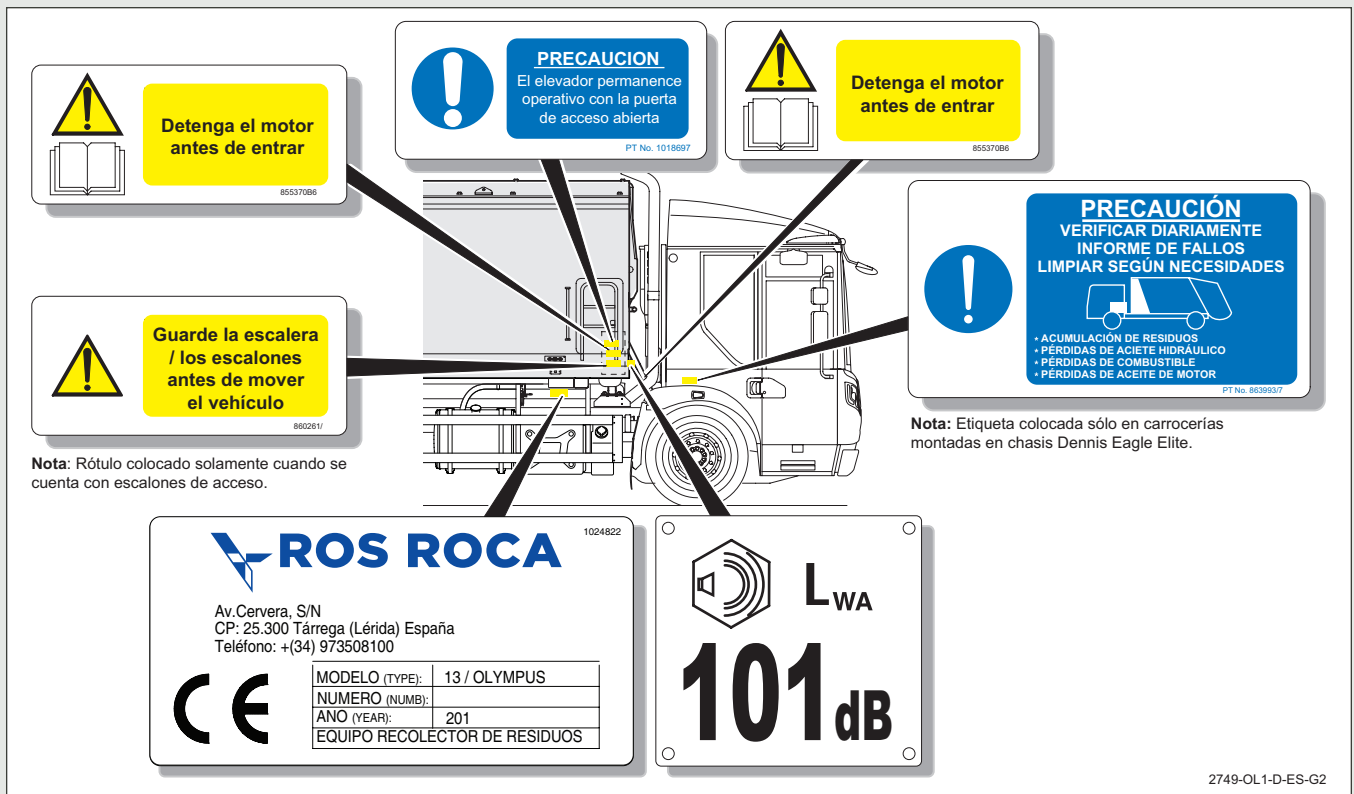 Detenga el motor
antes de entrar
855370B6
PRECAUCION
El elevador permanence
operativo con la puerta
de acceso abierta
PT No. 1018697
Detenga el motor
antes de entrar
855370B6
PRECAUCIÓN
VERIFICAR DIARIAMENTE
INFORME DE FALLOS
LIMPIAR SEGÚN NECESIDADES
* ACUMULACIÓN DE RESIDUOS
* PÉRDIDAS DE ACIETE HIDRÁULICO
* PÉRDIDAS DE COMBUSTIBLE
* PÉRDIDAS DE ACEITE DE MOTOR
PT No. 863993/7
Nota: Etiqueta colocada sólo en carrocerías
montadas en chasis Dennis Eagle Elite.
Guarde la escalera
/ los escalones
antes de mover
el vehículo
860261/
Nota: Rótulo colocado solamente cuando se
cuenta con escalones de acceso.
1024822
ROS ROCA
Av.Cervera, S/N
CP: 25.300 Tárrega (Lérida) España
Teléfono: +(34) 973508100
CE
MODELO (TYPE): 13 / OLYMPUS
NUMERO (NUMB):
ANO (YEAR): 201
EQUIPO RECOLECTOR DE RESIDUOS
LWA
101 dB
2749-OL1-D-ES-G2